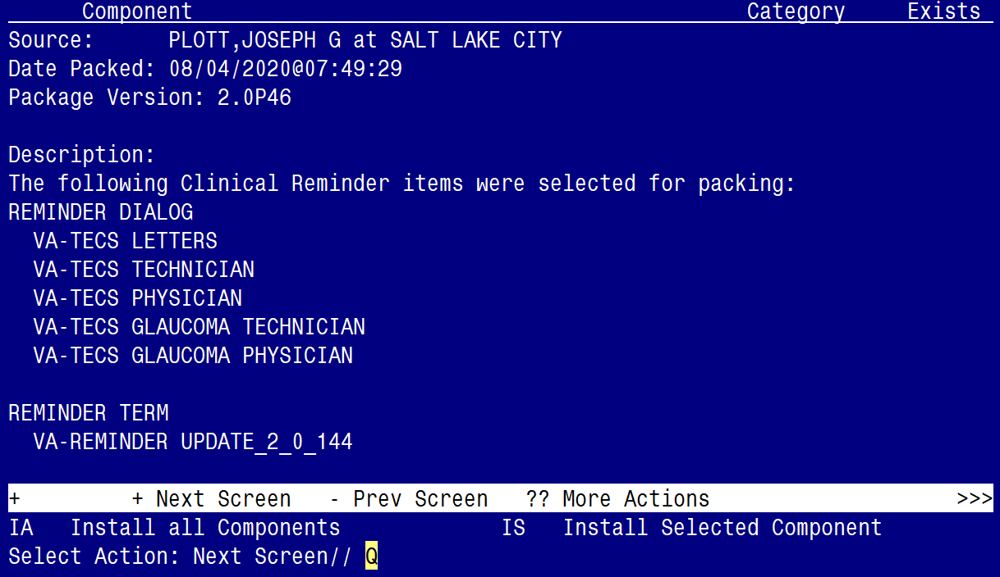 Component Category Exists
Source: PLOTT,JOSEPH G at SALT LAKE CITY
Date Packed: 08/04/2020@07:49:29
Package Version: 2.0P46
Description:
The following Clinical Reminder items were selected for packing:
REMINDER DIALOG
VA-TECS LETTERS
VA-TECS TECHNICIAN
VA-TECS PHYSICIAN
VA-TECS GLAUCOMA TECHNICIAN
VA-TECS GLAUCOMA PHYSICIAN
REMINDER TERM
VA-REMINDER UPDATE_2_0_144
+ + Next Screen - Prev Screen ?? More Actions >>>
IA Install all Components IS Install Selected Component
Select Action: Next Screen// Q